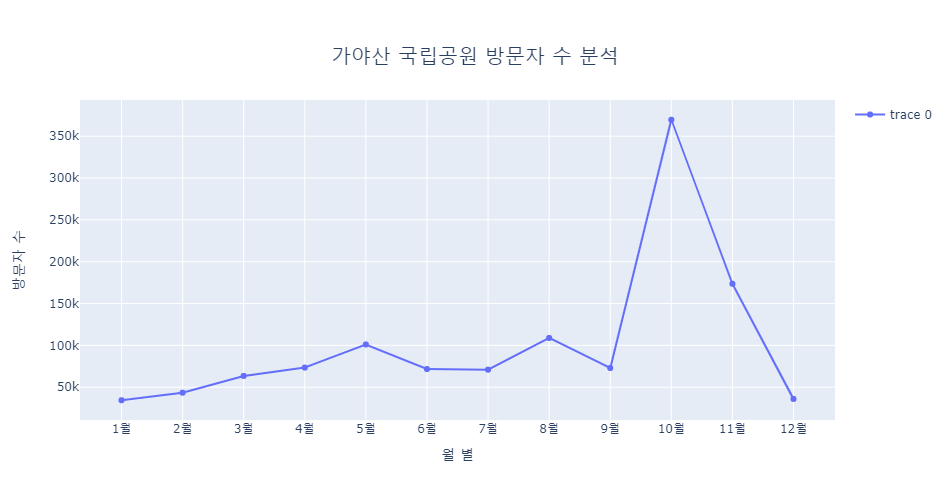 가야산 국립공원 방문자 수 분석
trace 0
방문자 수
350k
300k
250k
200k
150k
100k
50k
1월 2월 3월 4월 5월 6월 7월 8월 9월 10월 11월 12월
월 별